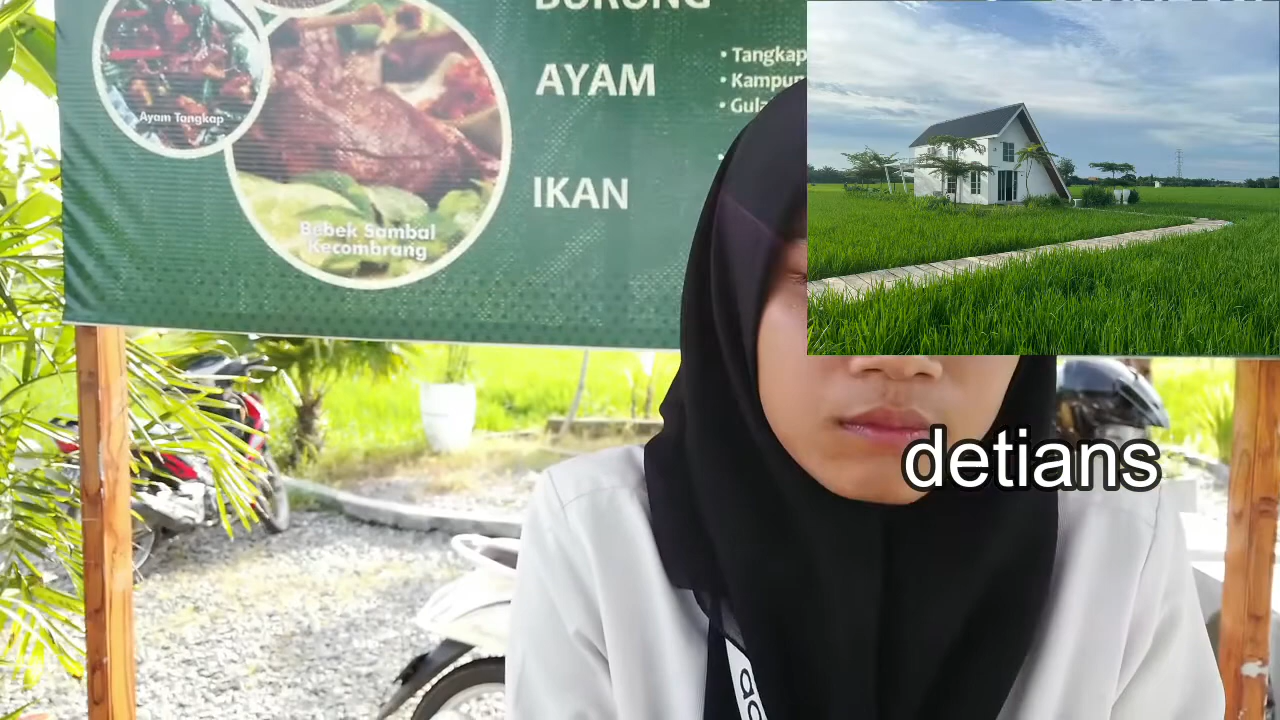 BURUNG
AYAM
• Tangkap
• Kampun
• Gula
IKAN
Ayam Tangkap
Bebek Sambal
Kecombrang
detians